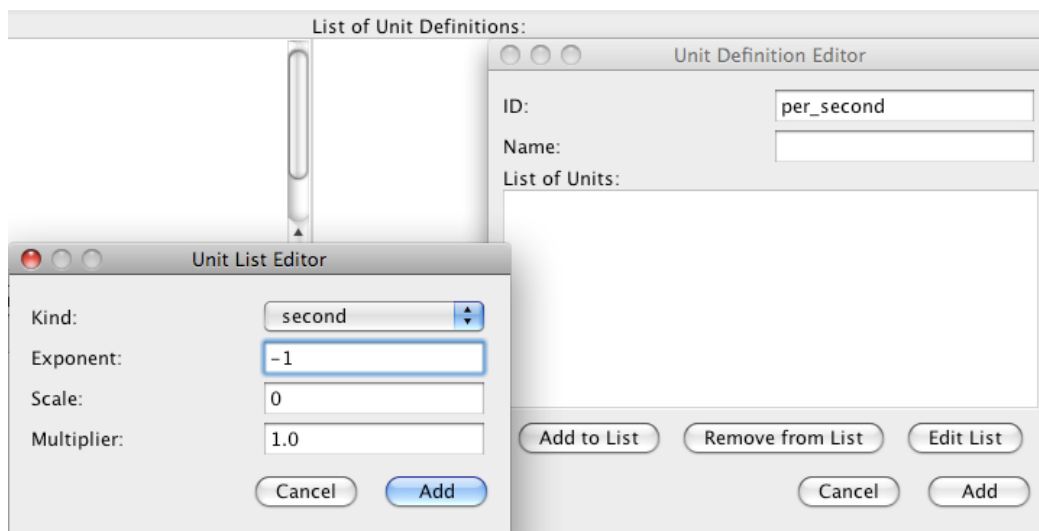 List of Unit Definitions:
Unit Definition Editor
ID: per_second
Name:
List of Units:
Add to List Remove from List Edit List
Cancel Add
Unit List Editor
Kind: second
Exponent: -1
Scale: 0
Multiplier: 1.0
Cancel Add